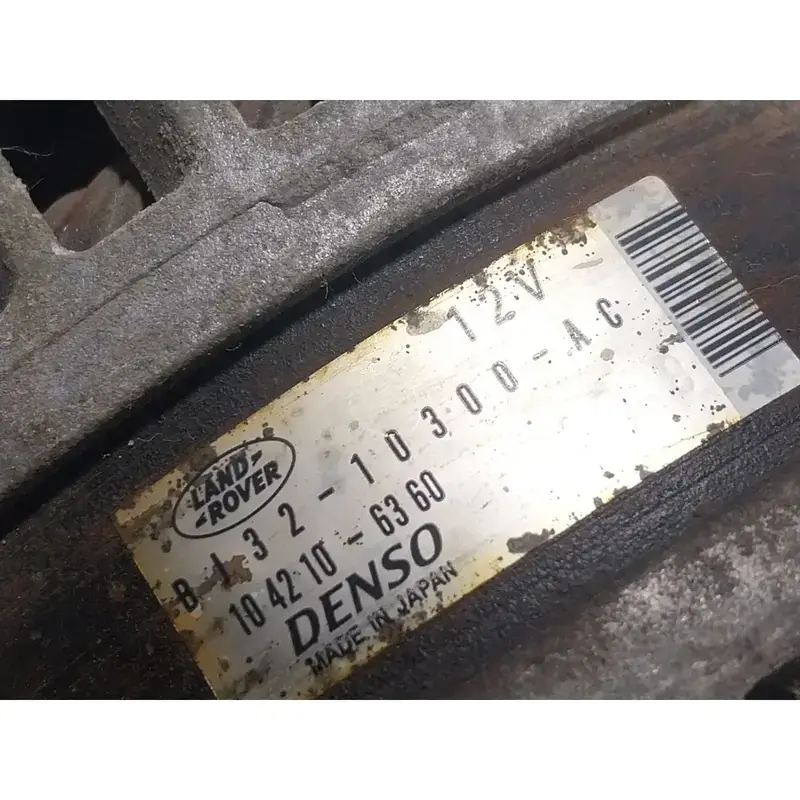 12V
LAND-
-ROVER
BJ32-10300-AC
104210-6360
DENSO
MADE IN JAPAN